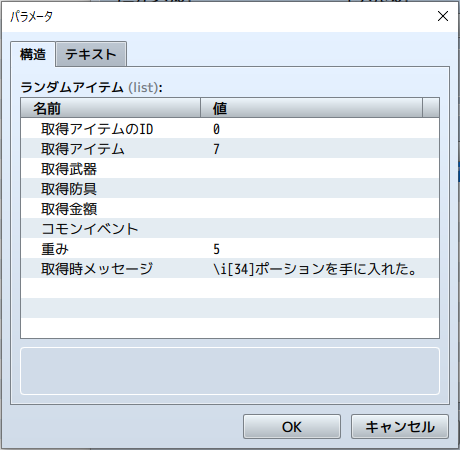 パラメータ
構造 テキスト
ランダムアイテム (list):
名前 値
取得アイテムのID 0
取得アイテム 7
取得武器
取得防具
取得金額
コモンイベント
重み 5
取得時メッセージ \i[34]ポーションを手に入れた。
OK キャンセル